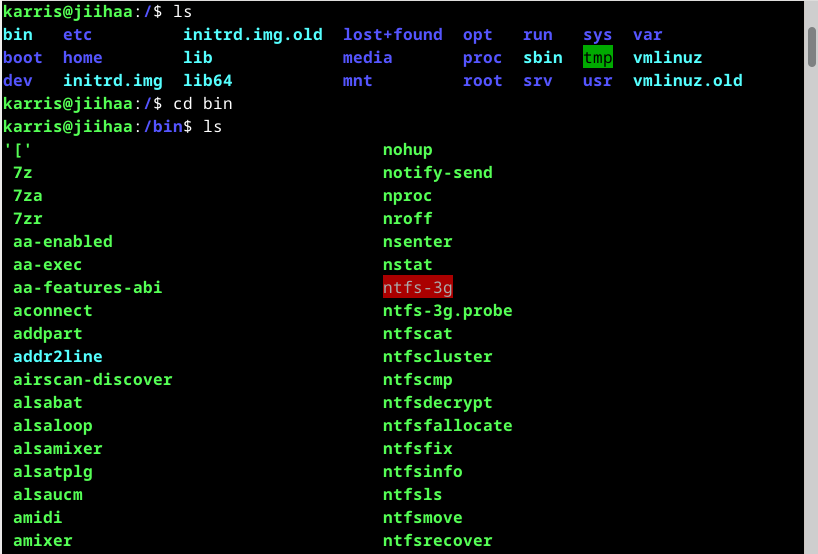 karris@jiihaa:/$ ls
bin   etc         initrd.img.old  lost+found  opt   run   sys  var
boot  home        lib             media       proc  sbin  tmp  vmlinuz
dev   initrd.img  lib64           mnt         root  srv   usr  vmlinuz.old
karris@jiihaa:/$ cd bin
karris@jiihaa:/bin$ ls
'['                                   nohup
 7z                                   notify-send
 7za                                  nproc
 7zr                                  nroff
 aa-enabled                           nsenter
 aa-exec                              nstat
 aa-features-abi                      ntfs-3g
 aconnect                             ntfs-3g.probe
 addpart                              ntfscat
 addr2line                            ntfscluster
 airscan-discover                     ntfscmp
 alsabat                              ntfsdecrypt
 alsaloop                             ntfsfallocate
 alsamixer                            ntfsfix
 alsatplg                             ntfsinfo
 alsaucm                              ntfsls
 amidi                                ntfsmove
 amixer                               ntfsrecover